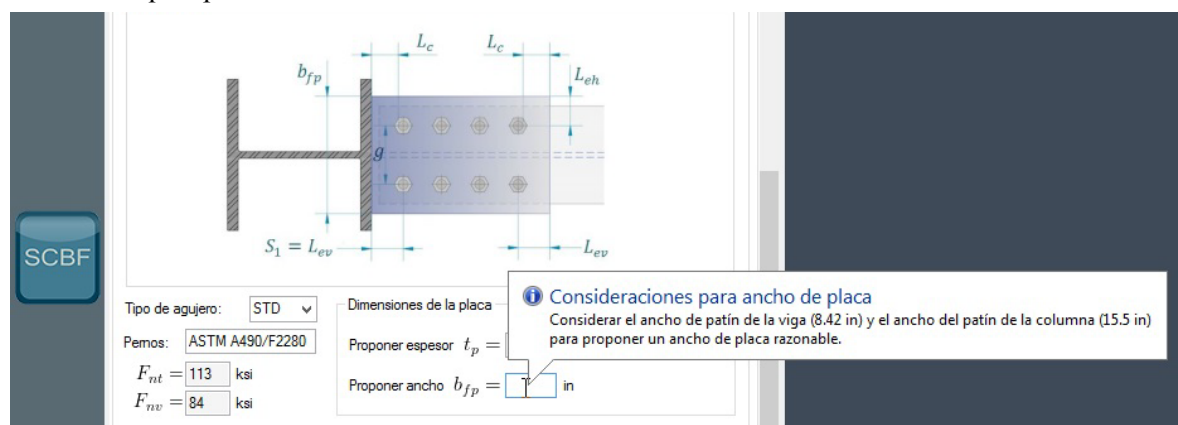 L_c L_c
b_fp
L_eh
g
S_1 = L_ev
L_ev
SCBF
Tipo de agujero: STD
Pernos: ASTM A490/F2280
F_nt = 113 ksi
F_nv = 84 ksi
Dimensiones de la placa
Proponer espesor t_p =
Proponer ancho b_fp = in
Consideraciones para ancho de placa
Considerar el ancho de patín de la viga (8.42 in) y el ancho del patín de la columna (15.5 in)
para proponer un ancho de placa razonable.